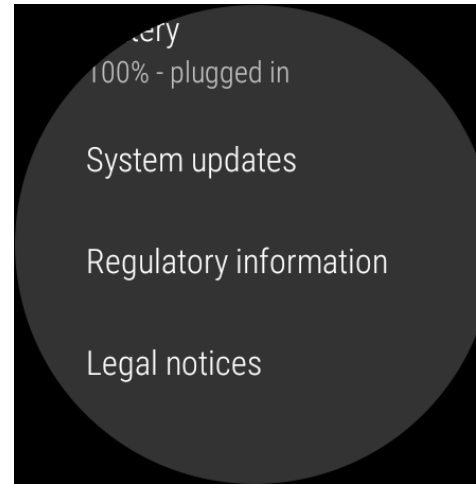 100% - plugged in
System updates
Regulatory information
Legal notices